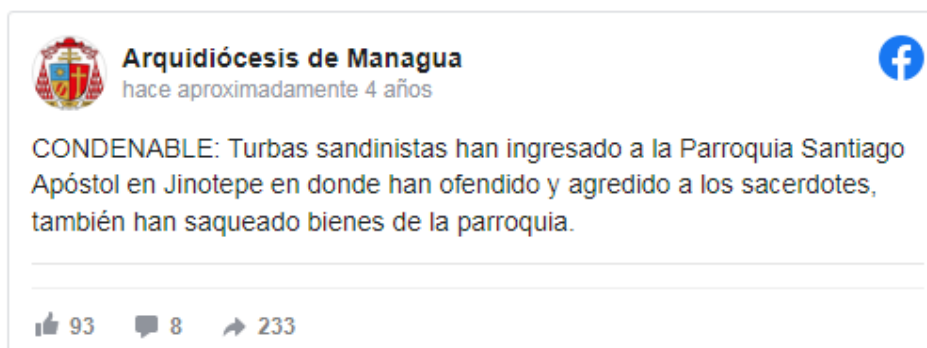 Arquidiócesis de Managua
hace aproximadamente 4 años
CONDENABLE: Turbas sandinistas han ingresado a la Parroquia Santiago
Apóstol en Jinotepe en donde han ofendido y agredido a los sacerdotes,
también han saqueado bienes de la parroquia.
93 8 233